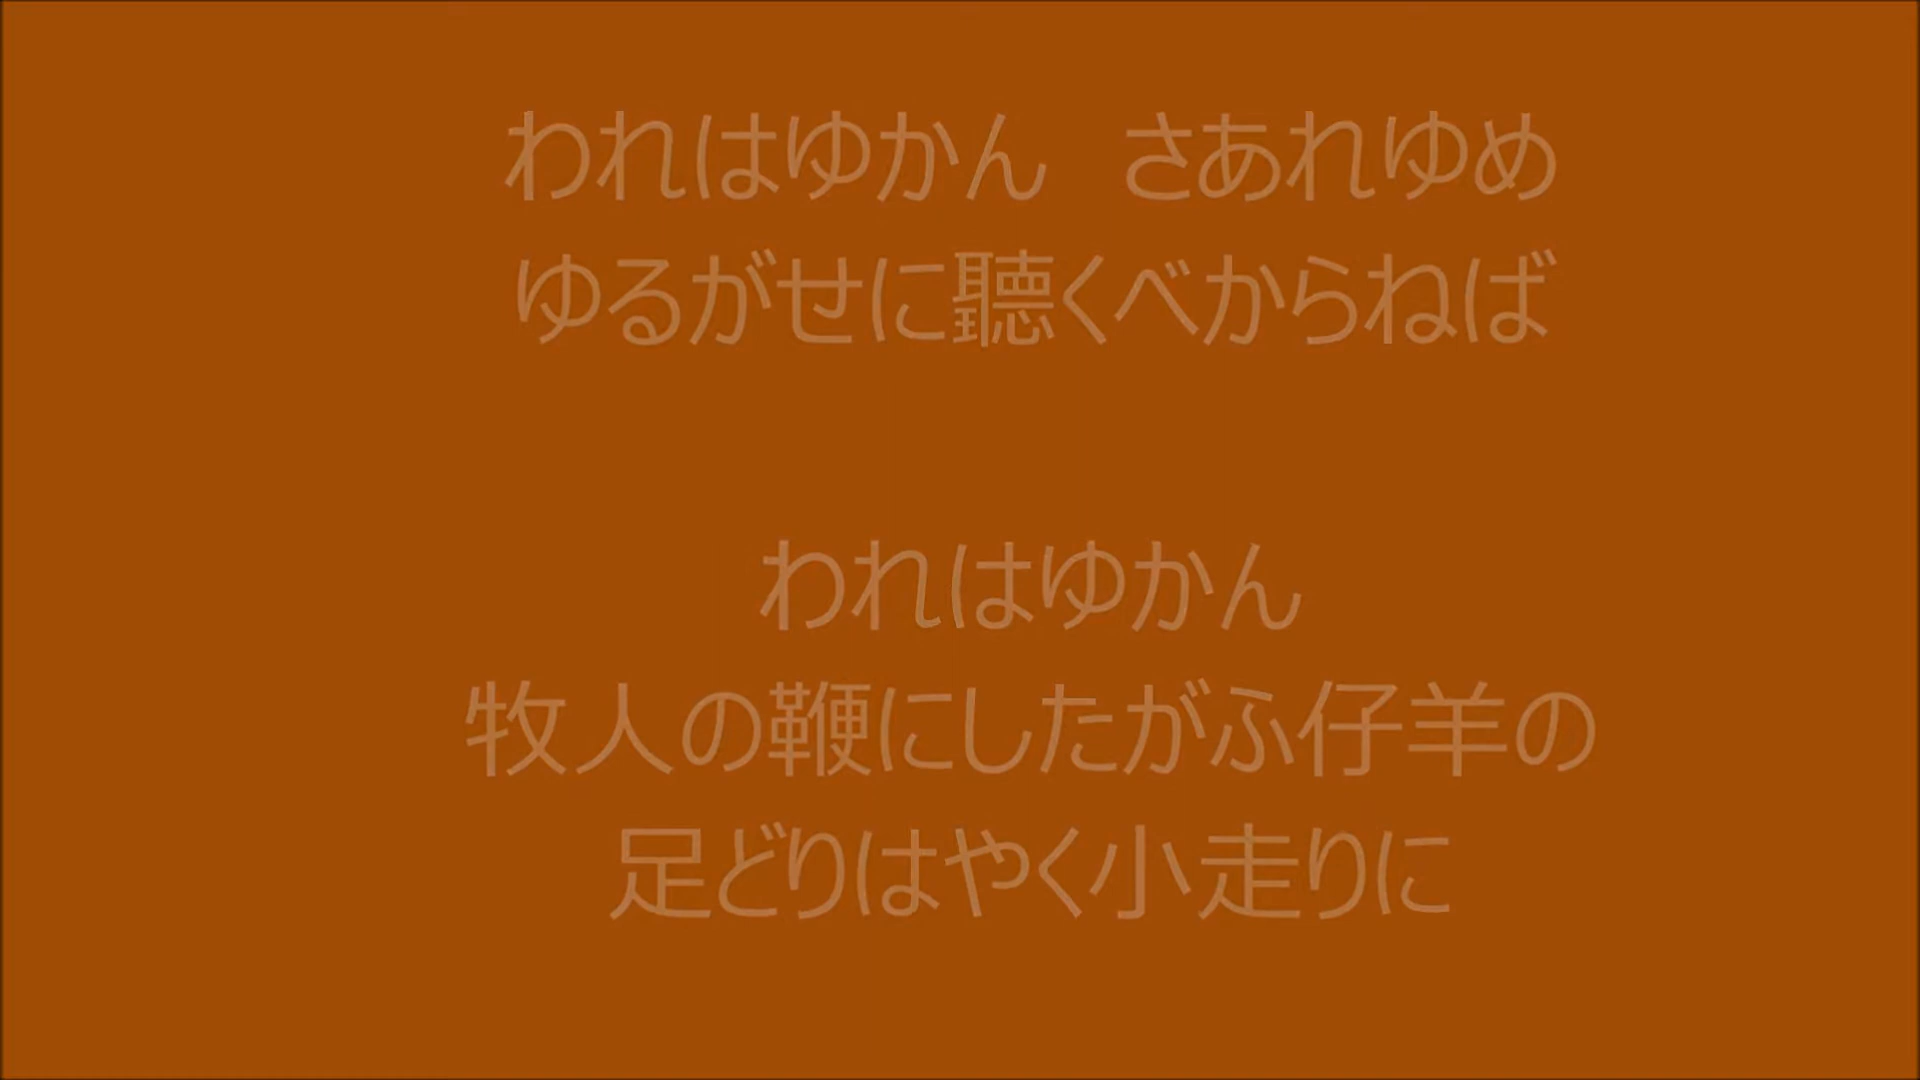 われはゆかん　さあれゆめ
ゆるがせに聴くべからねば
われはゆかん
牧人の鞭にしたがふ仔羊の
足どりはやく小走りに